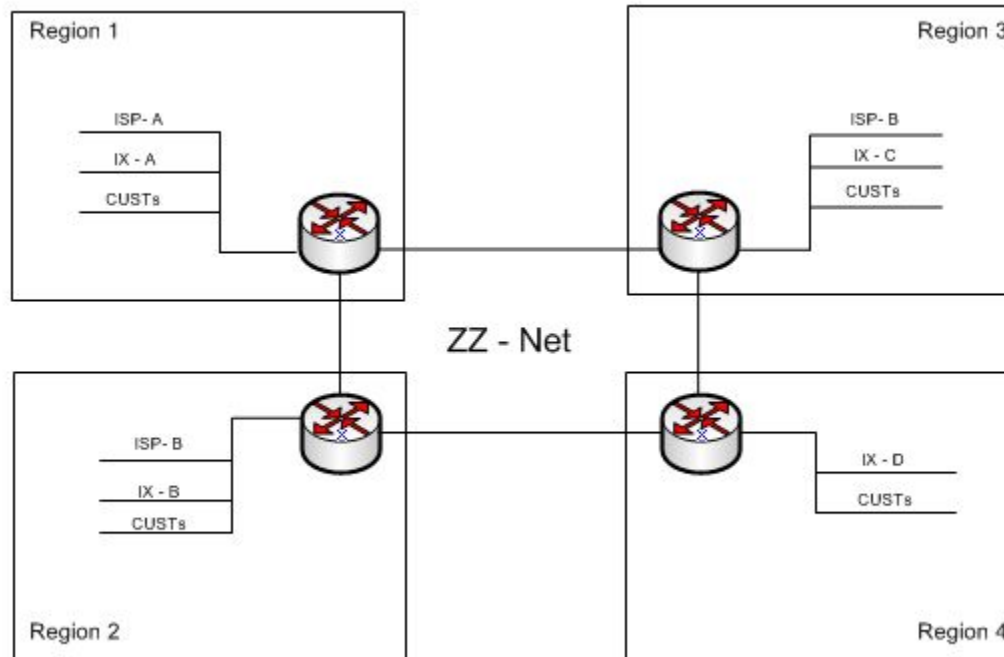 Region 1
ISP- A
IX - A
CUSTs
Region 3
ISP- B
IX - C
CUSTs
ZZ - Net
ISP- B
IX - B
CUSTs
Region 2
IX - D
CUSTs
Region 4